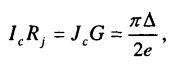 I_c R_j = J_c G = \frac{\pi \Delta}{2e},